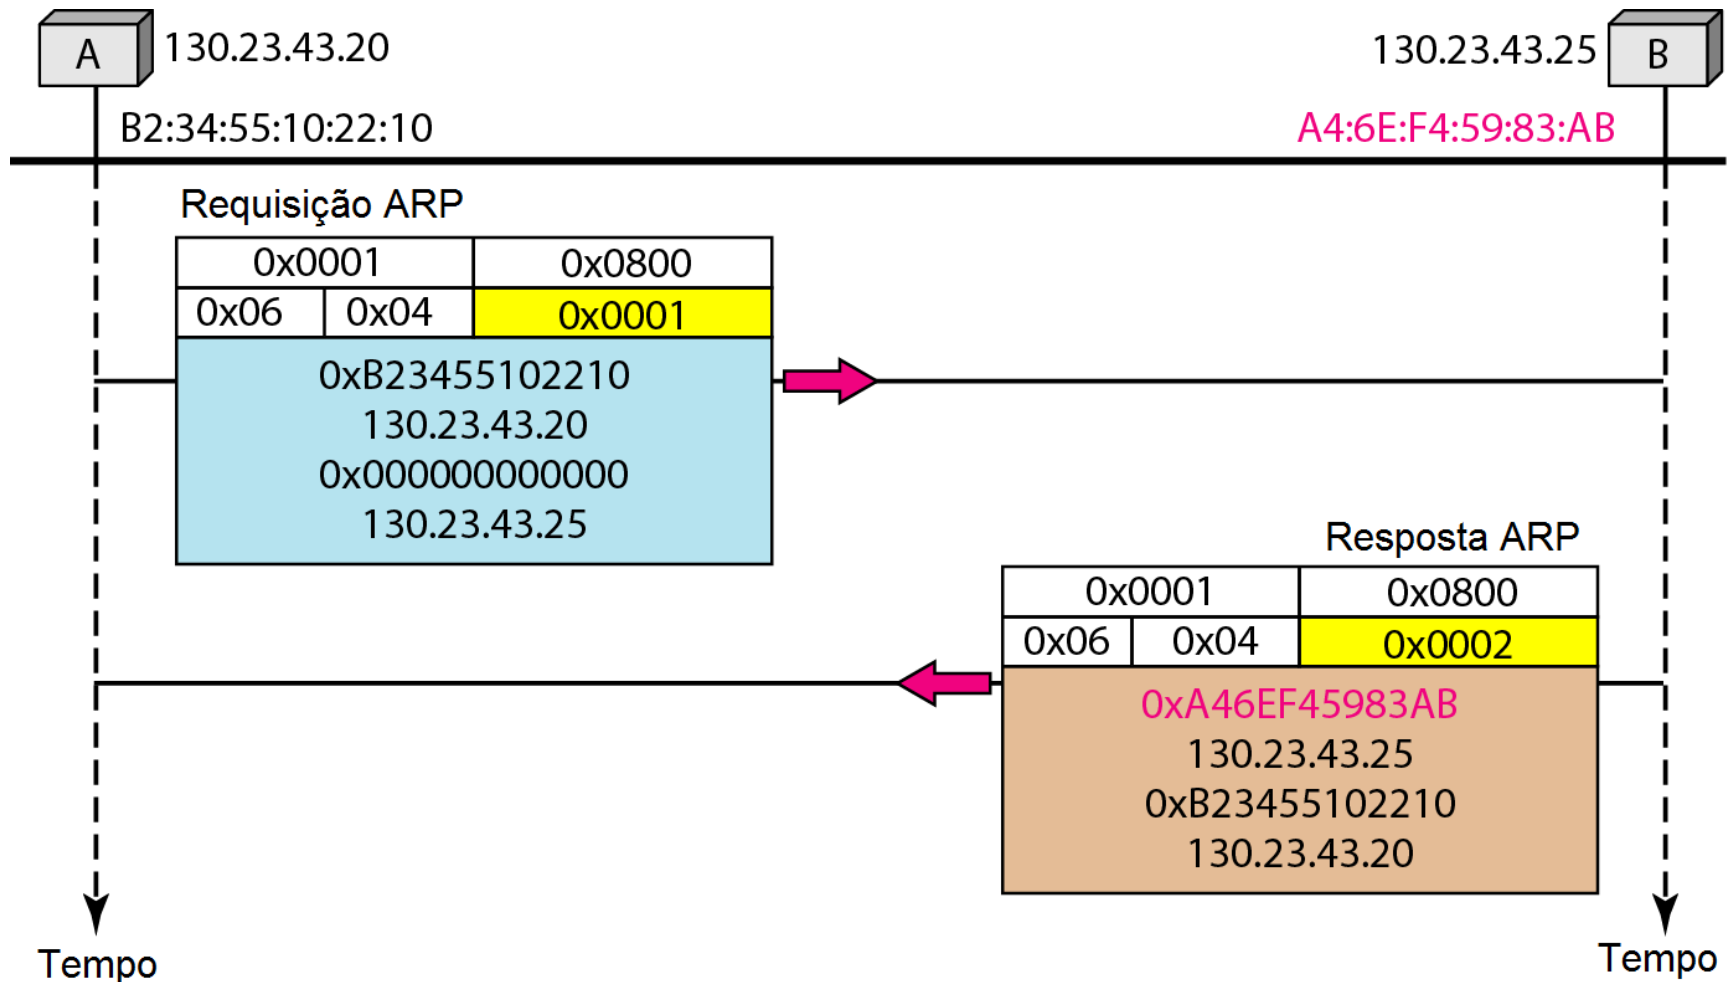 A 130.23.43.20
130.23.43.25 B
B2:34:55:10:22:10
A4:6E:F4:59:83:AB
Requisição ARP
0x0001 0x0800
0x06 0x04 0x0001
0xB23455102210
130.23.43.20
0x000000000000
130.23.43.25
Resposta ARP
0x0001 0x0800
0x06 0x04 0x0002
0xA46EF45983AB
130.23.43.25
0xB23455102210
130.23.43.20
Tempo
Tempo